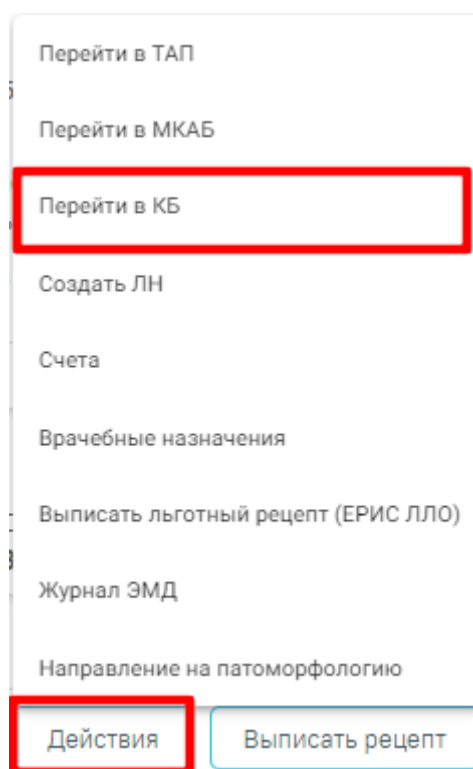 Перейти в ТАП
Перейти в МКАБ
Перейти в КБ
Создать ЛН
Счета
Врачебные назначения
Выписать льготный рецепт (ЕРИС ЛЛО)
Журнал ЭМД
Направление на патоморфологию
Действия
Выписать рецепт